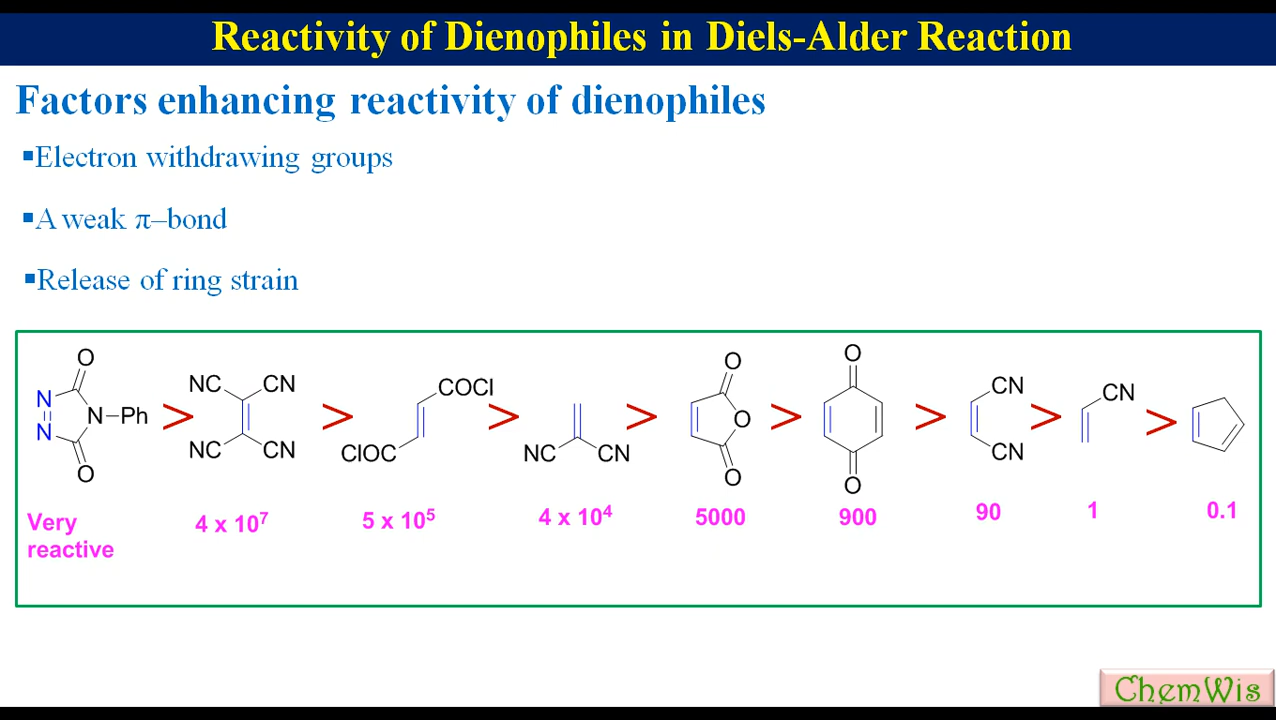 Reactivity of Dienophiles in Diels-Alder Reaction
Factors enhancing reactivity of dienophiles
▪Electron withdrawing groups
▪A weak π–bond
▪Release of ring strain
O
N
N
N
Ph
O
>
NC
CN
NC
CN
>
COCl
ClOC
>
NC
CN
>
O
O
O
>
O
O
>
CN
CN
>
CN
>
Very
reactive
4 x 10⁷
5 x 10⁵
4 x 10⁴
5000
900
90
1
0.1
ChemWis